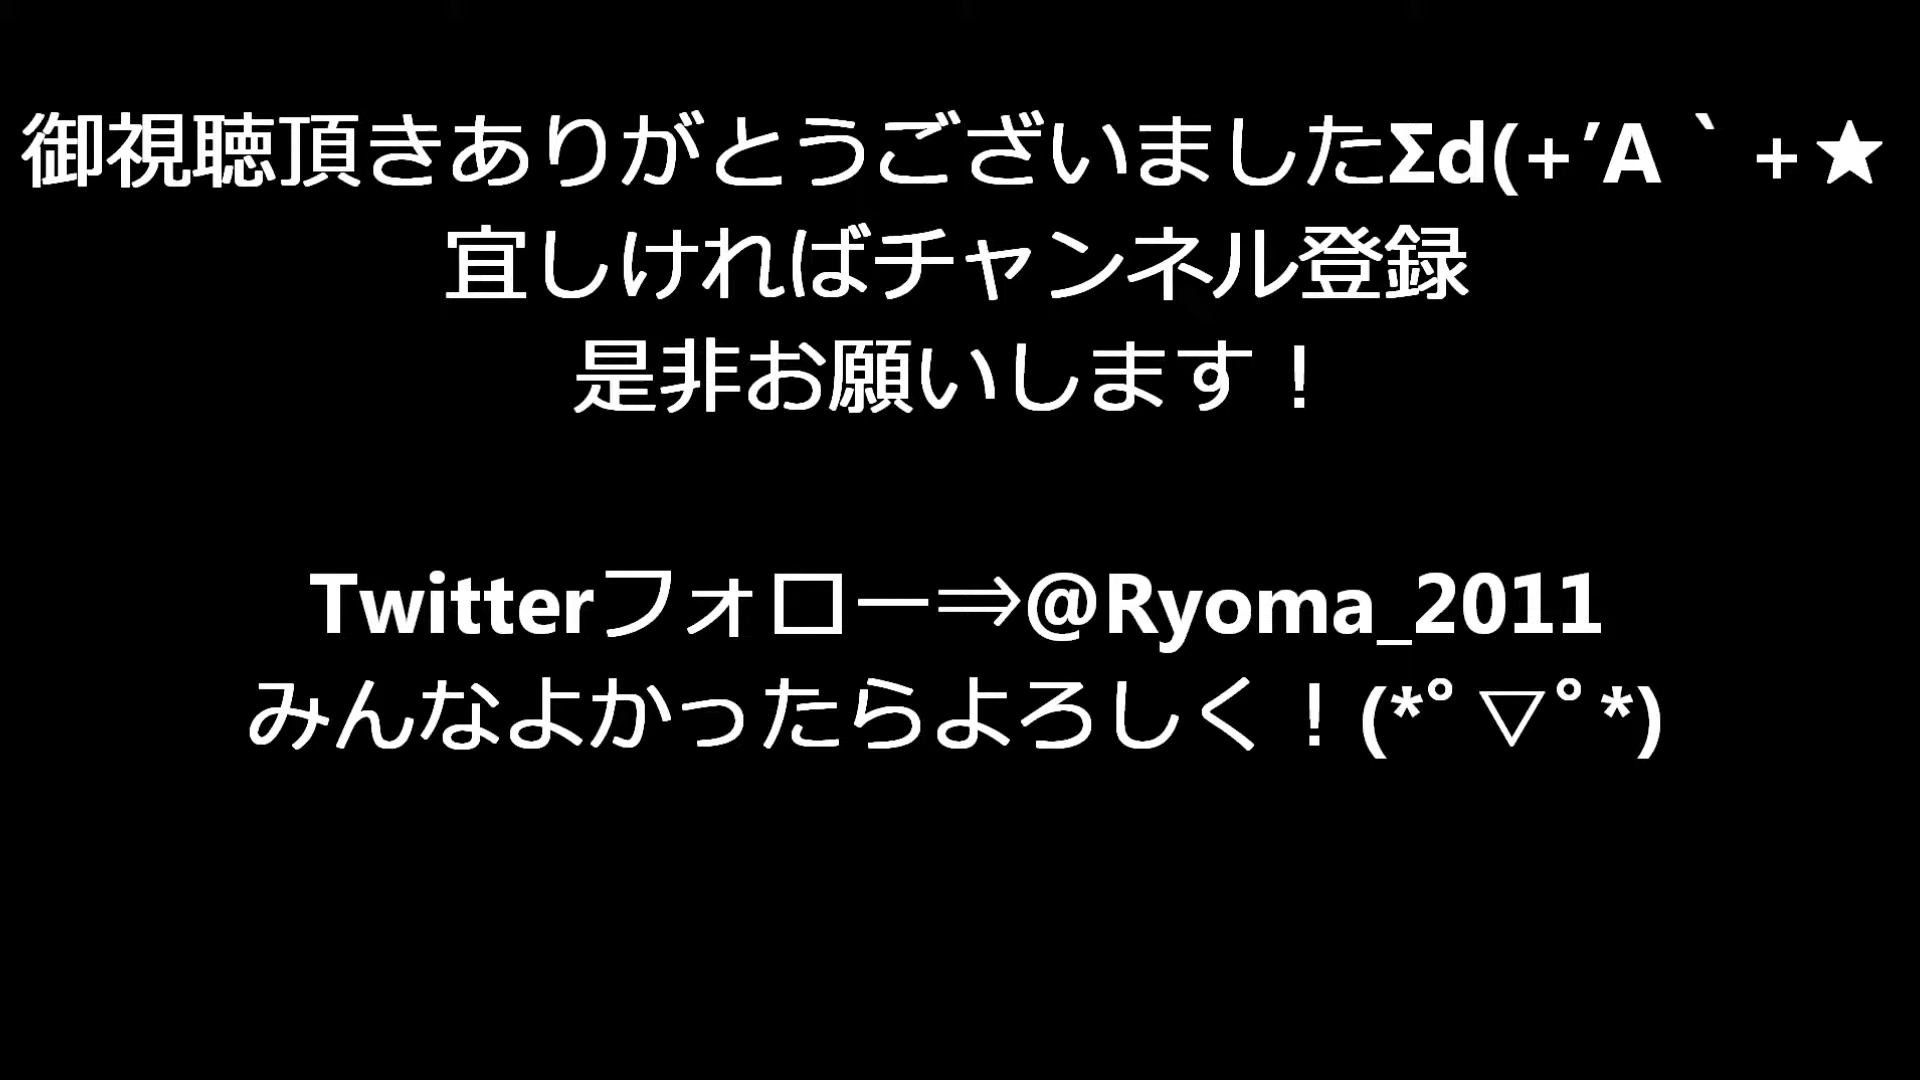 御視聴頂きありがとうございましたΣd(+′A｀+★
宜しければチャンネル登録
是非お願いします！
Twitterフォロー⇒@Ryoma_2011
みんなよかったらよろしく！(*ﾟ▽ﾟ*)